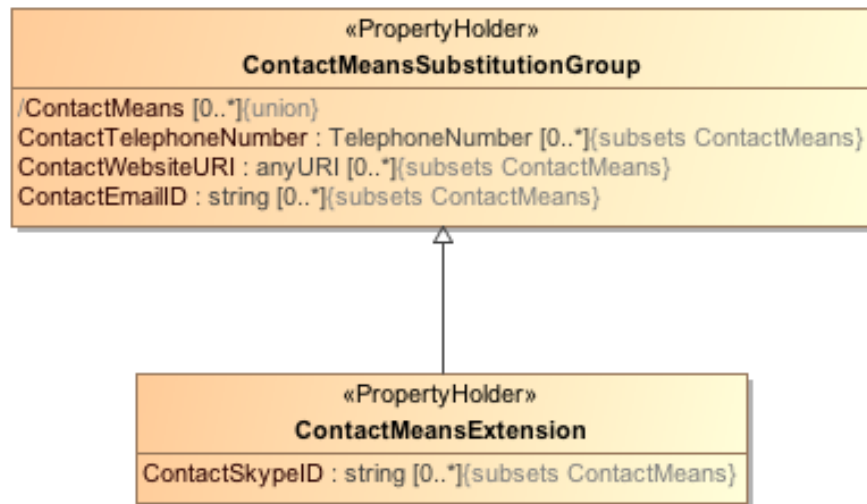 «PropertyHolder»
ContactMeansSubstitutionGroup
/ContactMeans [0..*]{union}
ContactTelephoneNumber : TelephoneNumber [0..*]{subsets ContactMeans}
ContactWebsiteURI : anyURI [0..*]{subsets ContactMeans}
ContactEmailID : string [0..*]{subsets ContactMeans}
«PropertyHolder»
ContactMeansExtension
ContactSkypeID : string [0..*]{subsets ContactMeans}